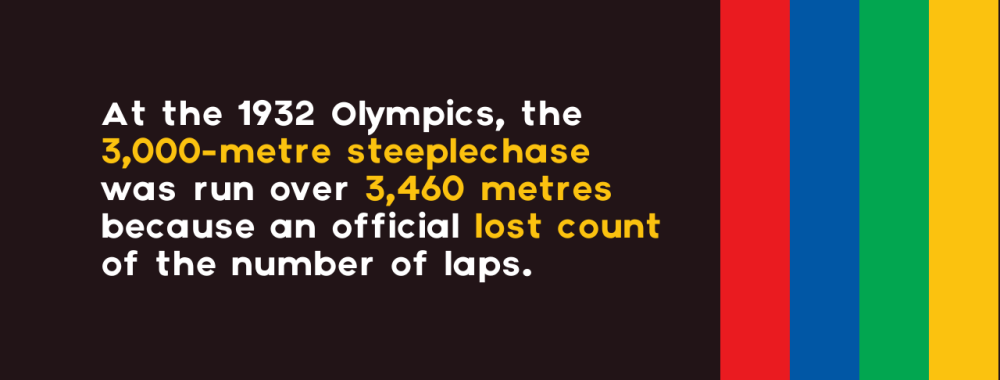 At the 1932 Olympics, the
3,000-metre steeplechase
was run over 3,460 metres
because an official lost count
of the number of laps.